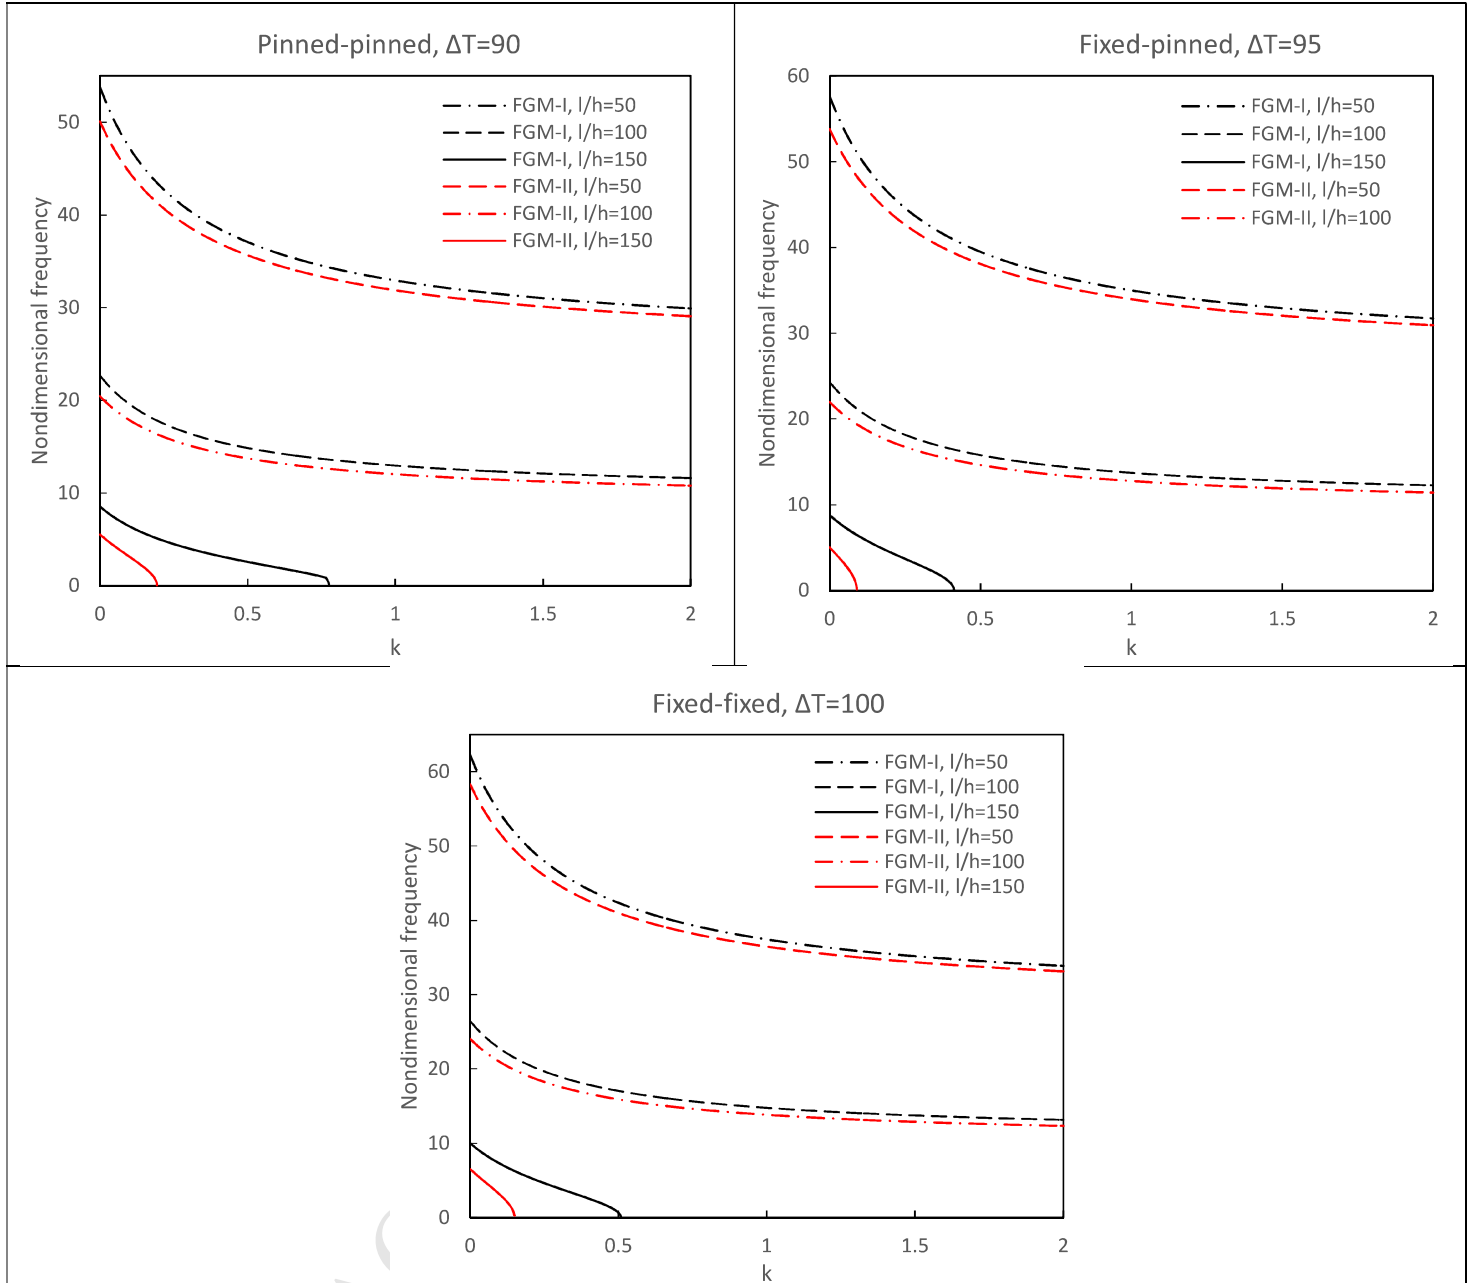 Pinned-pinned, ΔT=90
Nondimensional frequency
50
40
30
20
10
0
FGM-I, l/h=50
FGM-I, l/h=100
FGM-I, l/h=150
FGM-II, l/h=50
FGM-II, l/h=100
FGM-II, l/h=150
0 0.5 1 1.5 2
k
Fixed-pinned, ΔT=95
Nondimensional frequency
60
50
40
30
20
10
0
FGM-I, l/h=50
FGM-I, l/h=100
FGM-I, l/h=150
FGM-II, l/h=50
FGM-II, l/h=100
0 0.5 1 1.5 2
k
Fixed-fixed, ΔT=100
Nondimensional frequency
60
50
40
30
20
10
0
FGM-I, l/h=50
FGM-I, l/h=100
FGM-I, l/h=150
FGM-II, l/h=50
FGM-II, l/h=100
FGM-II, l/h=150
0 0.5 1 1.5 2
k